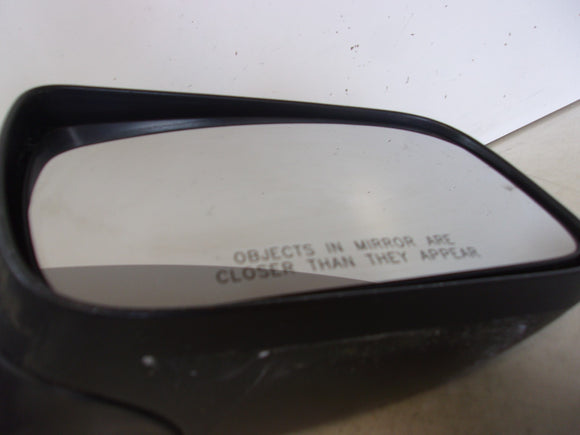 OBJECTS IN MIRROR ARE
CLOSER THAN THEY APPEAR